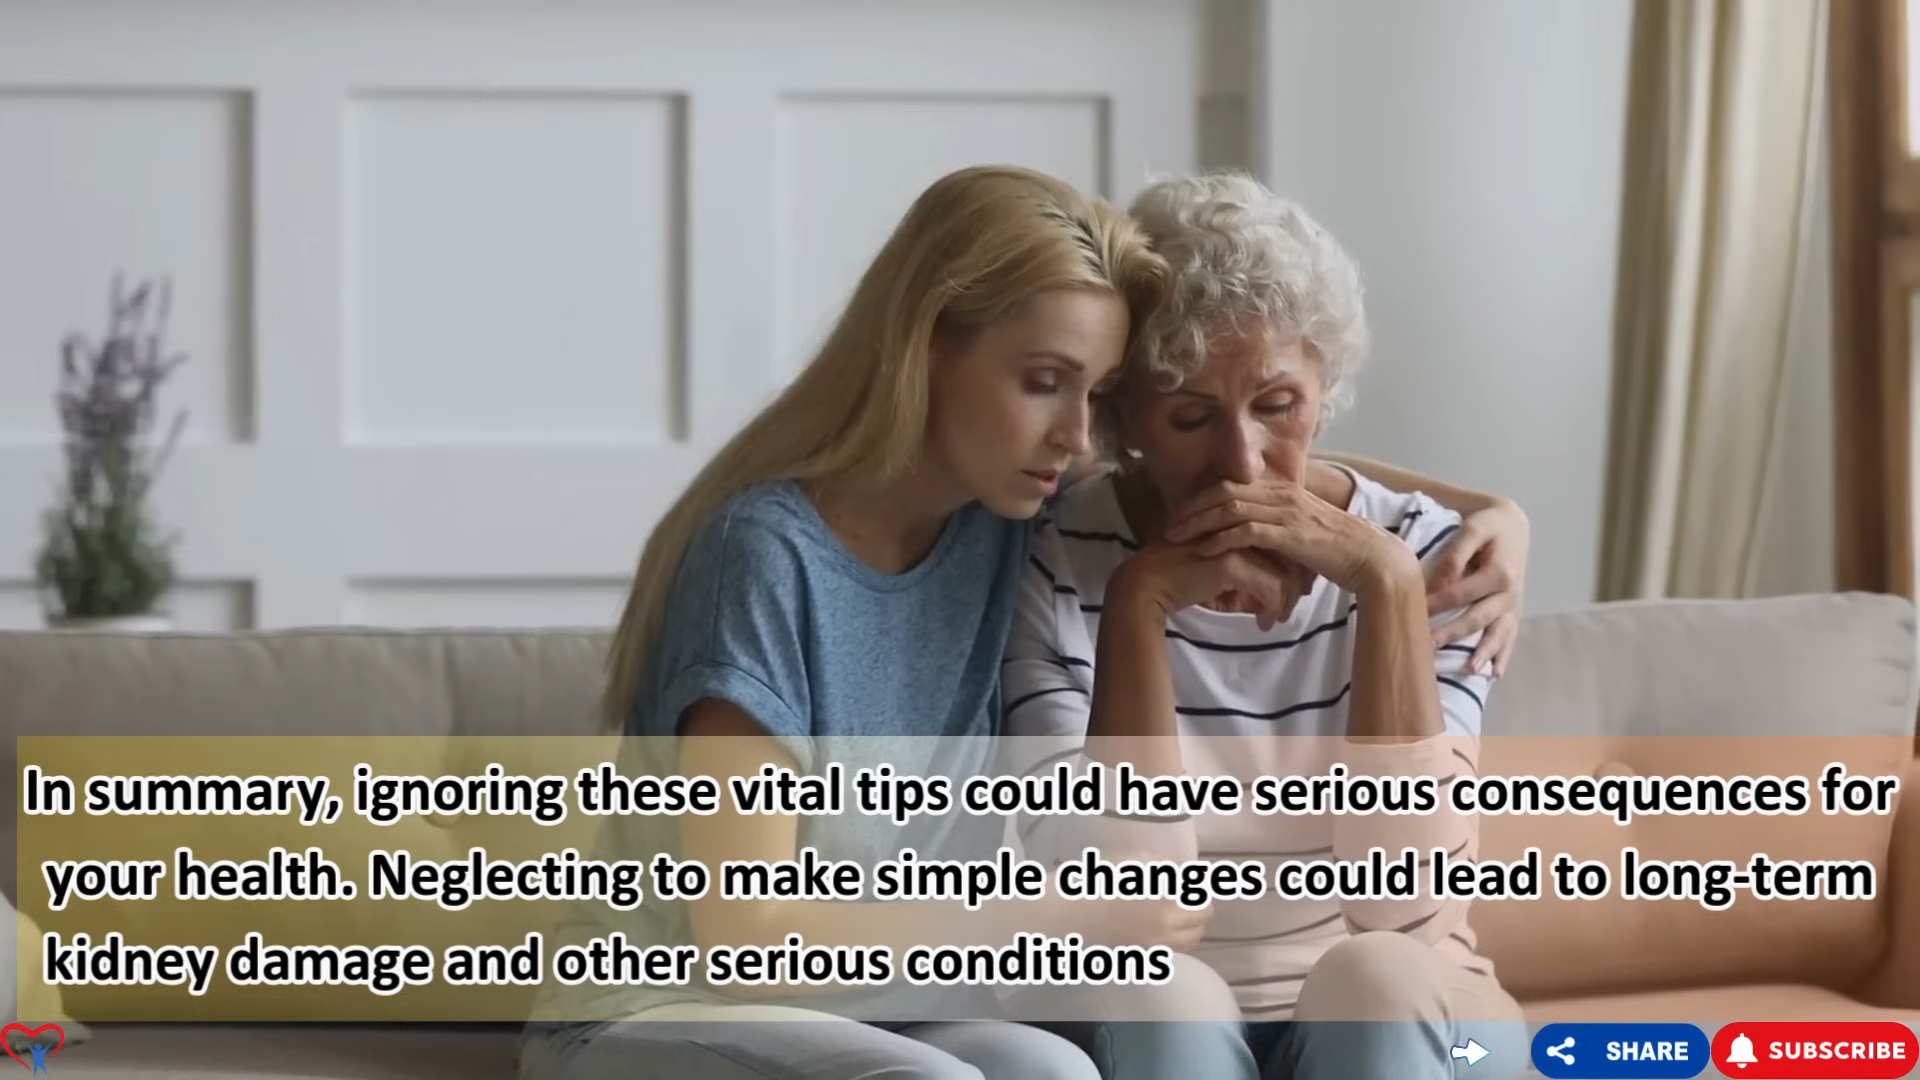 In summary, ignoring these vital tips could have serious consequences for
your health. Neglecting to make simple changes could lead to long-term
kidney damage and other serious conditions
SHARE
SUBSCRIBE